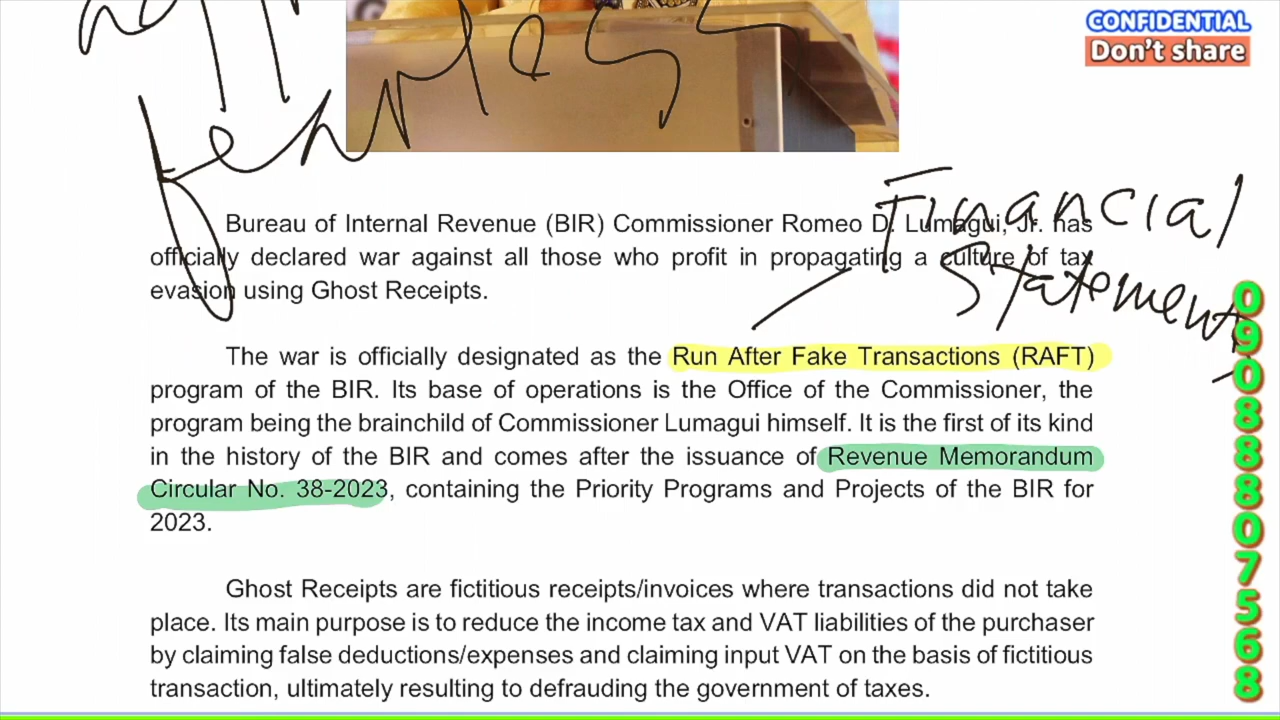 CONFIDENTIAL
Don't share
Financial
Statement
Bureau of Internal Revenue (BIR) Commissioner Romeo D. Lumagui, Jr. has
officially declared war against all those who profit in propagating a culture of tax
evasion using Ghost Receipts.
The war is officially designated as the Run After Fake Transactions (RAFT)
program of the BIR. Its base of operations is the Office of the Commissioner, the
program being the brainchild of Commissioner Lumagui himself. It is the first of its kind
in the history of the BIR and comes after the issuance of Revenue Memorandum
Circular No. 38-2023, containing the Priority Programs and Projects of the BIR for
2023.
Ghost Receipts are fictitious receipts/invoices where transactions did not take
place. Its main purpose is to reduce the income tax and VAT liabilities of the purchaser
by claiming false deductions/expenses and claiming input VAT on the basis of fictitious
transaction, ultimately resulting to defrauding the government of taxes.
09088807568